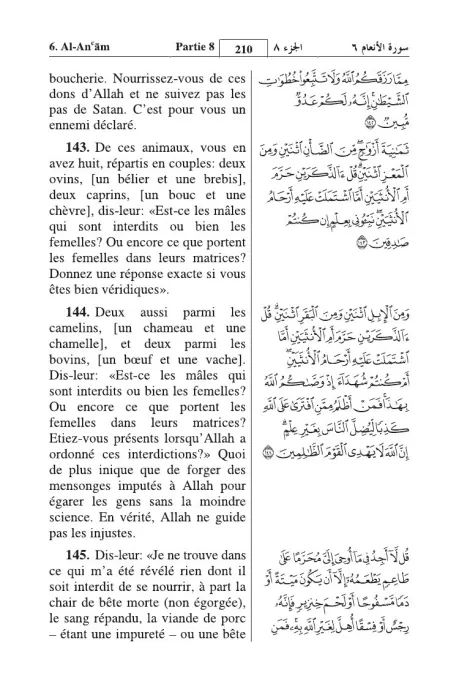 6. Al-Anᶜām Partie 8 210 الجزء ٨ سورة الأنعام ٦
boucherie. Nourrissez-vous de ces
dons d’Allah et ne suivez pas les
pas de Satan. C’est pour vous un
ennemi déclaré.
143. De ces animaux, vous en
avez huit, répartis en couples: deux
ovins, [un bélier et une brebis],
deux caprins, [un bouc et une
chèvre], dis-leur: «Est-ce les mâles
qui sont interdits ou bien les
femelles? Ou encore ce que portent
les femelles dans leurs matrices?
Donnez une réponse exacte si vous
êtes bien véridiques».
144. Deux aussi parmi les
camelins, [un chameau et une
chamelle], et deux parmi les
bovins, [un bœuf et une vache].
Dis-leur: «Est-ce les mâles qui
sont interdits ou bien les femelles?
Ou encore ce que portent les
femelles dans leurs matrices?
Etiez-vous présents lorsqu’Allah a
ordonné ces interdictions?» Quoi
de plus inique que de forger des
mensonges imputés à Allah pour
égarer les gens sans la moindre
science. En vérité, Allah ne guide
pas les injustes.
145. Dis-leur: «Je ne trouve dans
ce qui m’a été révélé rien dont il
soit interdit de se nourrir, à part la
chair de bête morte (non égorgée),
le sang répandu, la viande de porc
– étant une impureté – ou une bête
مِمَّا رَزَقَكُمُ ٱللَّهُ وَلَا تَتَّبِعُوا۟ خُطُوَٰتِ
ٱلشَّيْطَٰنِ ۚ إِنَّهُۥ لَكُمْ عَدُوٌّ
مُّبِينٌ ١٤٢
ثَمَٰنِيَةَ أَزْوَٰجٍ ۖ مِّنَ ٱلضَّأْنِ ٱثْنَيْنِ وَمِنَ
ٱلْمَعْزِ ٱثْنَيْنِ ۗ قُلْ ءَآلذَّكَرَيْنِ حَرَّمَ
أَمِ ٱلْأُنثَيَيْنِ أَمَّا ٱشْتَمَلَتْ عَلَيْهِ أَرْحَامُ
ٱلْأُنثَيَيْنِ ۖ نَبِّـُٔونِى بِعِلْمٍ إِن كُنتُمْ
صَٰدِقِينَ ١٤٣
وَمِنَ ٱلْإِبِلِ ٱثْنَيْنِ وَمِنَ ٱلْبَقَرِ ٱثْنَيْنِ ۗ قُلْ
ءَآلذَّكَرَيْنِ حَرَّمَ أَمِ ٱلْأُنثَيَيْنِ أَمَّا
ٱشْتَمَلَتْ عَلَيْهِ أَرْحَامُ ٱلْأُنثَيَيْنِ ۖ
أَمْ كُنتُمْ شُهَدَآءَ إِذْ وَصَّىٰكُمُ ٱللَّهُ
بِهَٰذَا ۚ فَمَنْ أَظْلَمُ مِمَّنِ ٱفْتَرَىٰ عَلَى ٱللَّهِ
كَذِبًا لِّيُضِلَّ ٱلنَّاسَ بِغَيْرِ عِلْمٍ ۗ
إِنَّ ٱللَّهَ لَا يَهْدِى ٱلْقَوْمَ ٱلظَّٰلِمِينَ ١٤٤
قُل لَّآ أَجِدُ فِى مَآ أُوحِىَ إِلَىَّ مُحَرَّمًا عَلَىٰ
طَاعِمٍ يَطْعَمُهُۥٓ إِلَّآ أَن يَكُونَ مَيْتَةً أَوْ
دَمًا مَّسْفُوحًا أَوْ لَحْمَ خِنزِيرٍ فَإِنَّهُۥ
رِجْسٌ أَوْ فِسْقًا أُهِلَّ لِغَيْرِ ٱللَّهِ بِهِۦ ۚ فَمَنِ